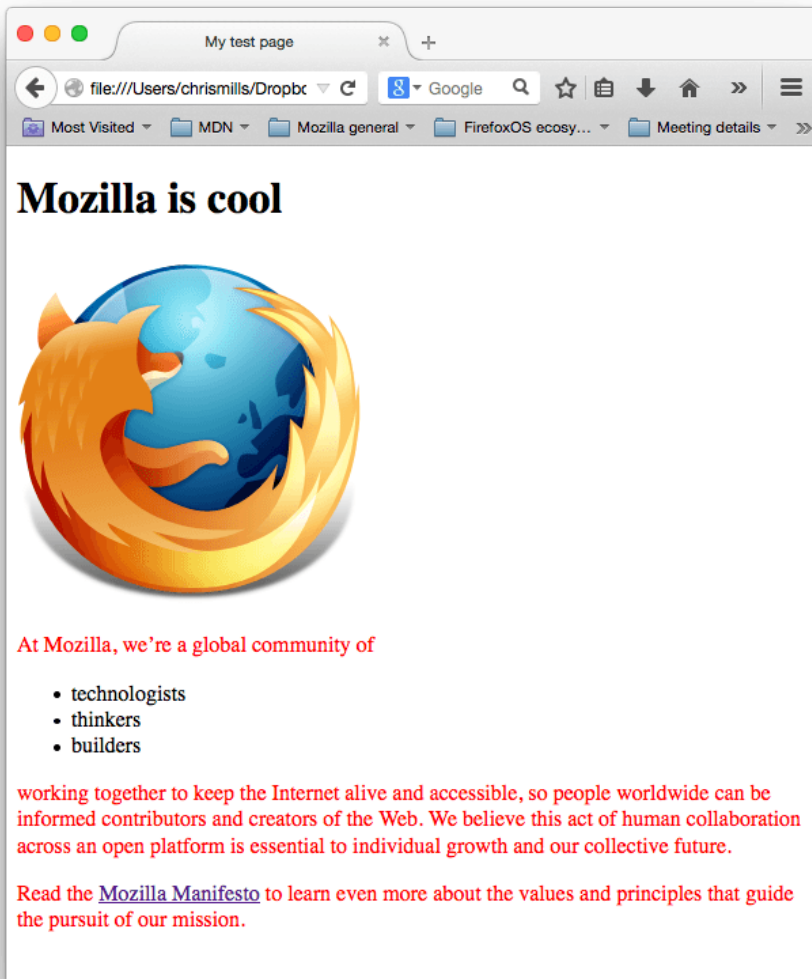 My test page
file:///Users/chrismills/Dropbc
8 Google
Most Visited MDN Mozilla general FirefoxOS ecosy... Meeting details
Mozilla is cool
At Mozilla, we’re a global community of
• technologists
• thinkers
• builders
working together to keep the Internet alive and accessible, so people worldwide can be
informed contributors and creators of the Web. We believe this act of human collaboration
across an open platform is essential to individual growth and our collective future.
Read the Mozilla Manifesto to learn even more about the values and principles that guide
the pursuit of our mission.